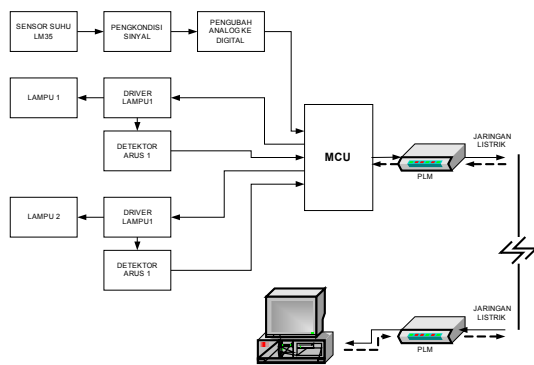 SENSOR SUHU
LM35
PENGKONDISI
SINYAL
PENGUBAH
ANALOG KE
DIGITAL
LAMPU 1
DRIVER
LAMPU1
DETEKTOR
ARUS 1
MCU
JARINGAN
LISTRIK
PLM
LAMPU 2
DRIVER
LAMPU1
DETEKTOR
ARUS 1
JARINGAN
LISTRIK
PLM